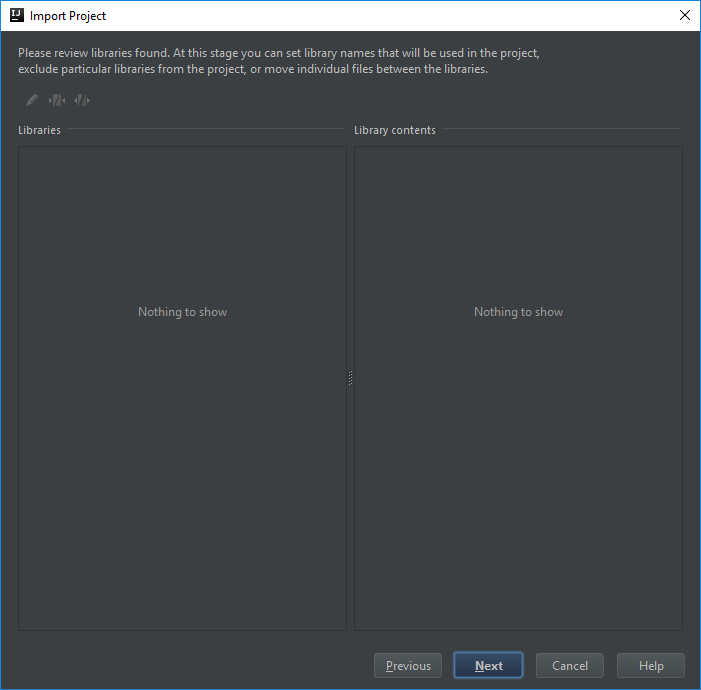 Import Project
Please review libraries found. At this stage you can set library names that will be used in the project,
exclude particular libraries from the project, or move individual files between the libraries.
Libraries
Library contents
Nothing to show
Nothing to show
Previous
Next
Cancel
Help